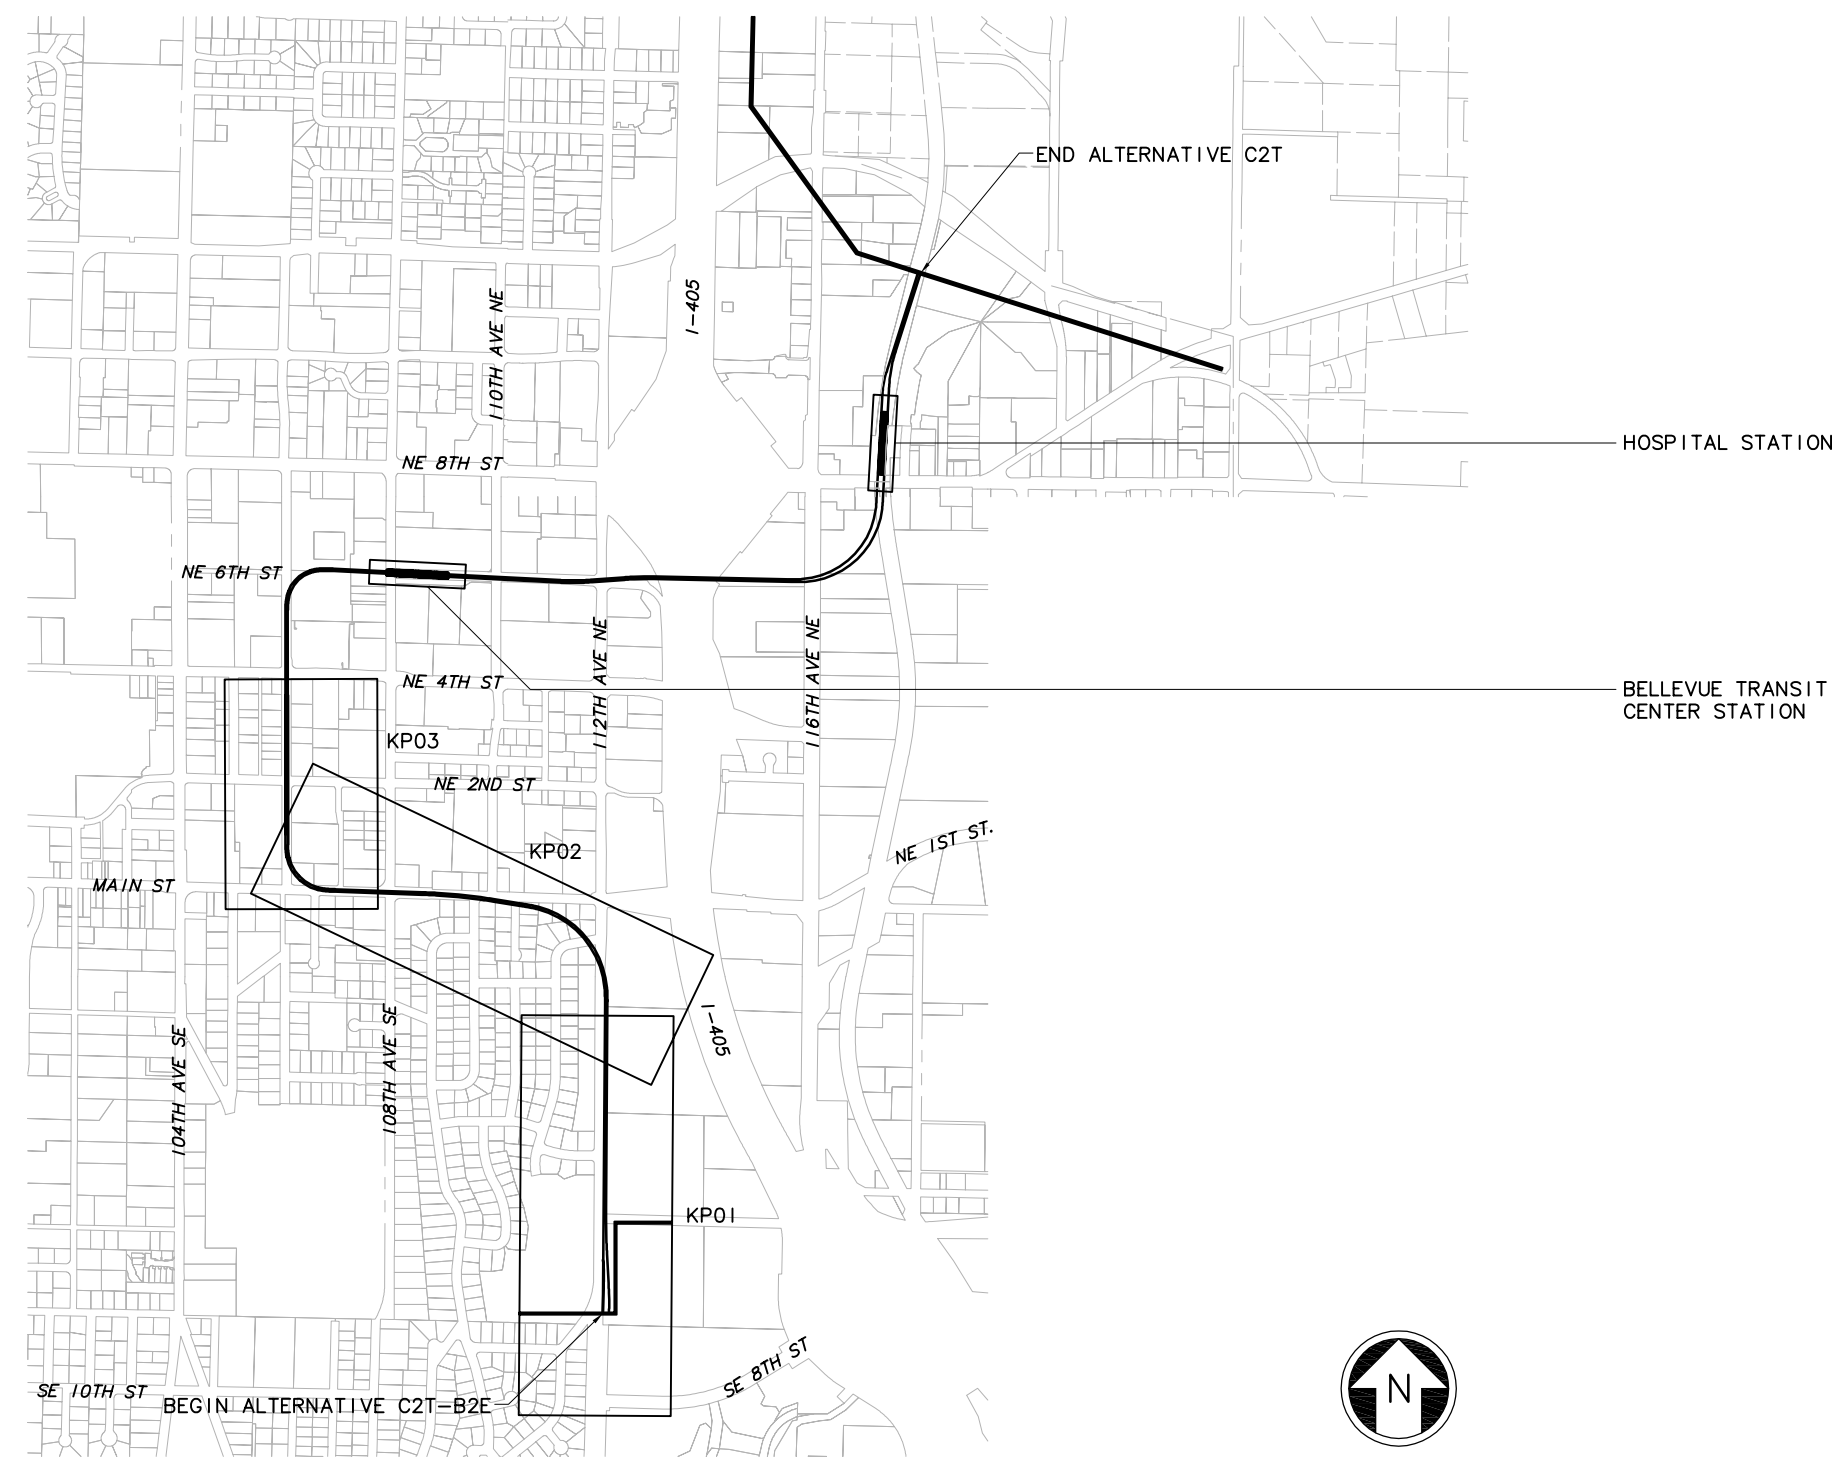 END ALTERNATIVE C2T
I-405
110TH AVE NE
HOSPITAL STATION
NE 8TH ST
NE 6TH ST
112TH AVE NE
116TH AVE NE
NE 4TH ST
BELLEVUE TRANSIT
CENTER STATION
KP03
NE 2ND ST
NE 1ST ST.
KP02
MAIN ST
I-405
104TH AVE SE
108TH AVE SE
KP01
SE 8TH ST
SE 10TH ST
BEGIN ALTERNATIVE C2T-B2E
N